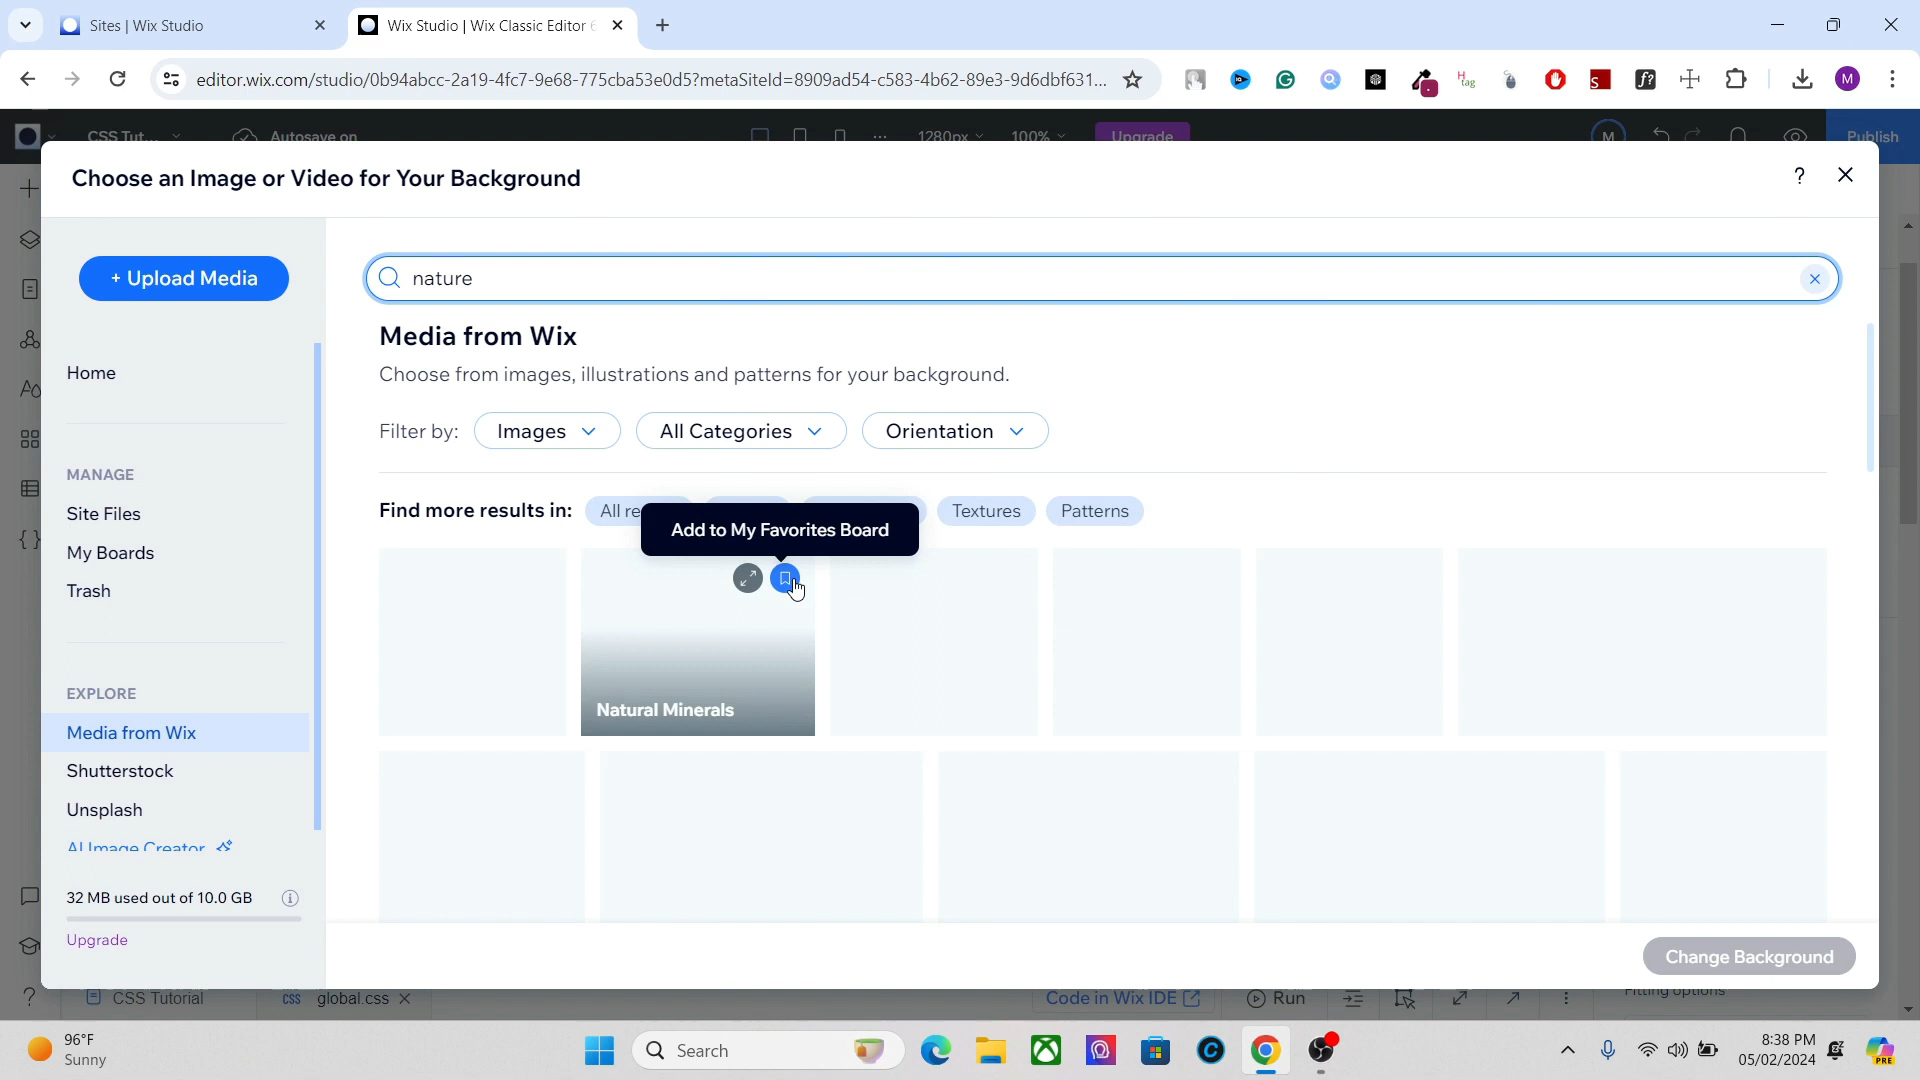 Sites | Wix Studio
Wix Studio | Wix Classic Editor
editor.wix.com/studio/0b94abcc-2a19-4fc7-9e68-775cba53e0d5?metaSiteId=8909ad54-c583-4b62-89e3-9d6dbf631...
CSS Tut...
Autosave on
1280px
100%
Upgrade
M
Publish
Choose an Image or Video for Your Background
?
+ Upload Media
nature
Home
MANAGE
Site Files
My Boards
Trash
EXPLORE
Media from Wix
Shutterstock
Unsplash
AI Image Creator
32 MB used out of 10.0 GB
Upgrade
Media from Wix
Choose from images, illustrations and patterns for your background.
Filter by:
Images
All Categories
Orientation
Find more results in:
All re
Textures
Patterns
Add to My Favorites Board
Natural Minerals
Change Background
CSS Tutorial
css global.css
Code in Wix IDE
Run
Fitting options
96°F
Sunny
Search
8:38 PM
05/02/2024